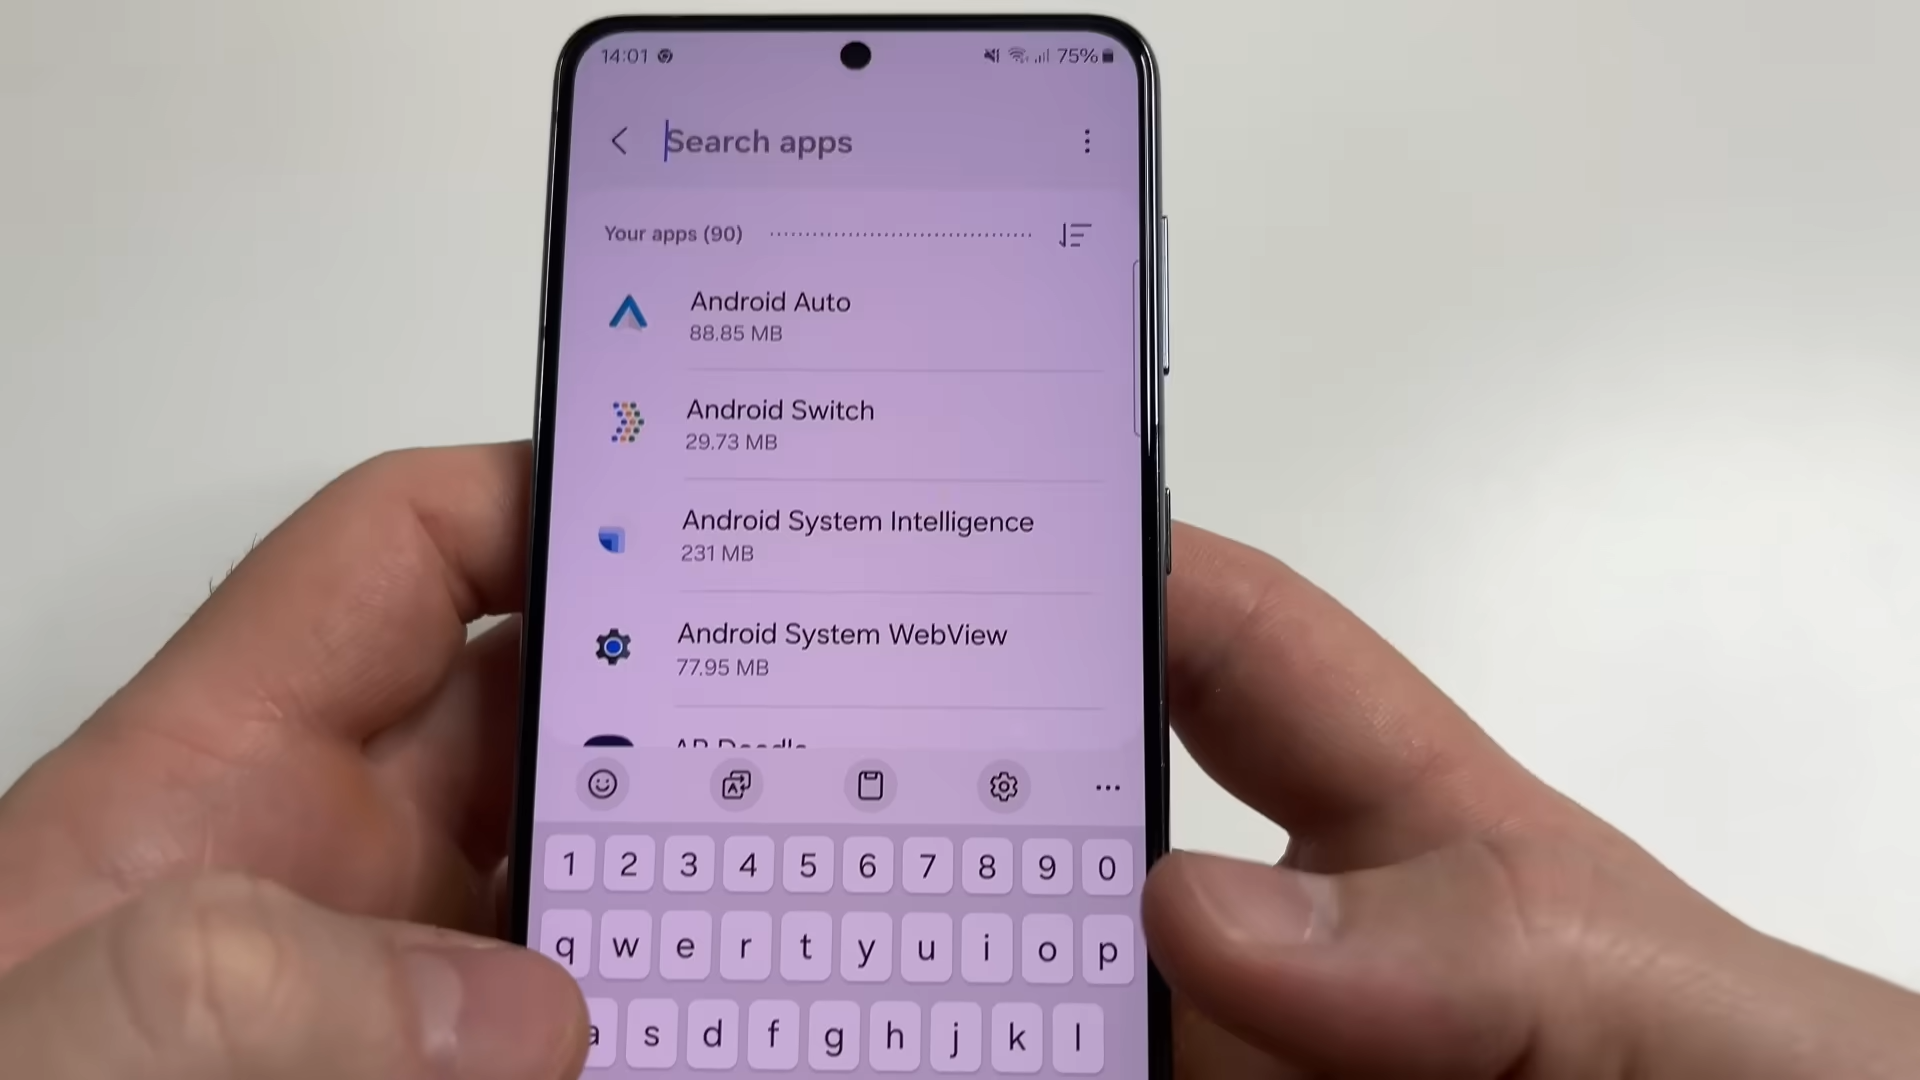 14:01 75%
Search apps
Your apps (90)
Android Auto
88.85 MB
Android Switch
29.73 MB
Android System Intelligence
231 MB
Android System WebView
77.95 MB
AR Doodle
1 2 3 4 5 6 7 8 9 0
q w e r t y u i o p
a s d f g h j k l